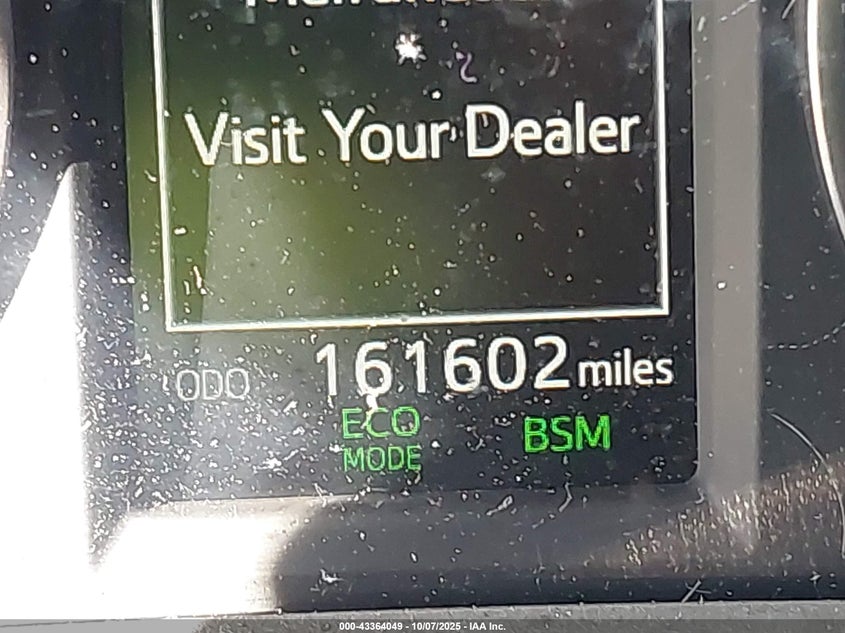 Visit Your Dealer
ODO 161602 miles
ECO BSM
MODE
000-43364049 - 10/07/2025 - IAA Inc.